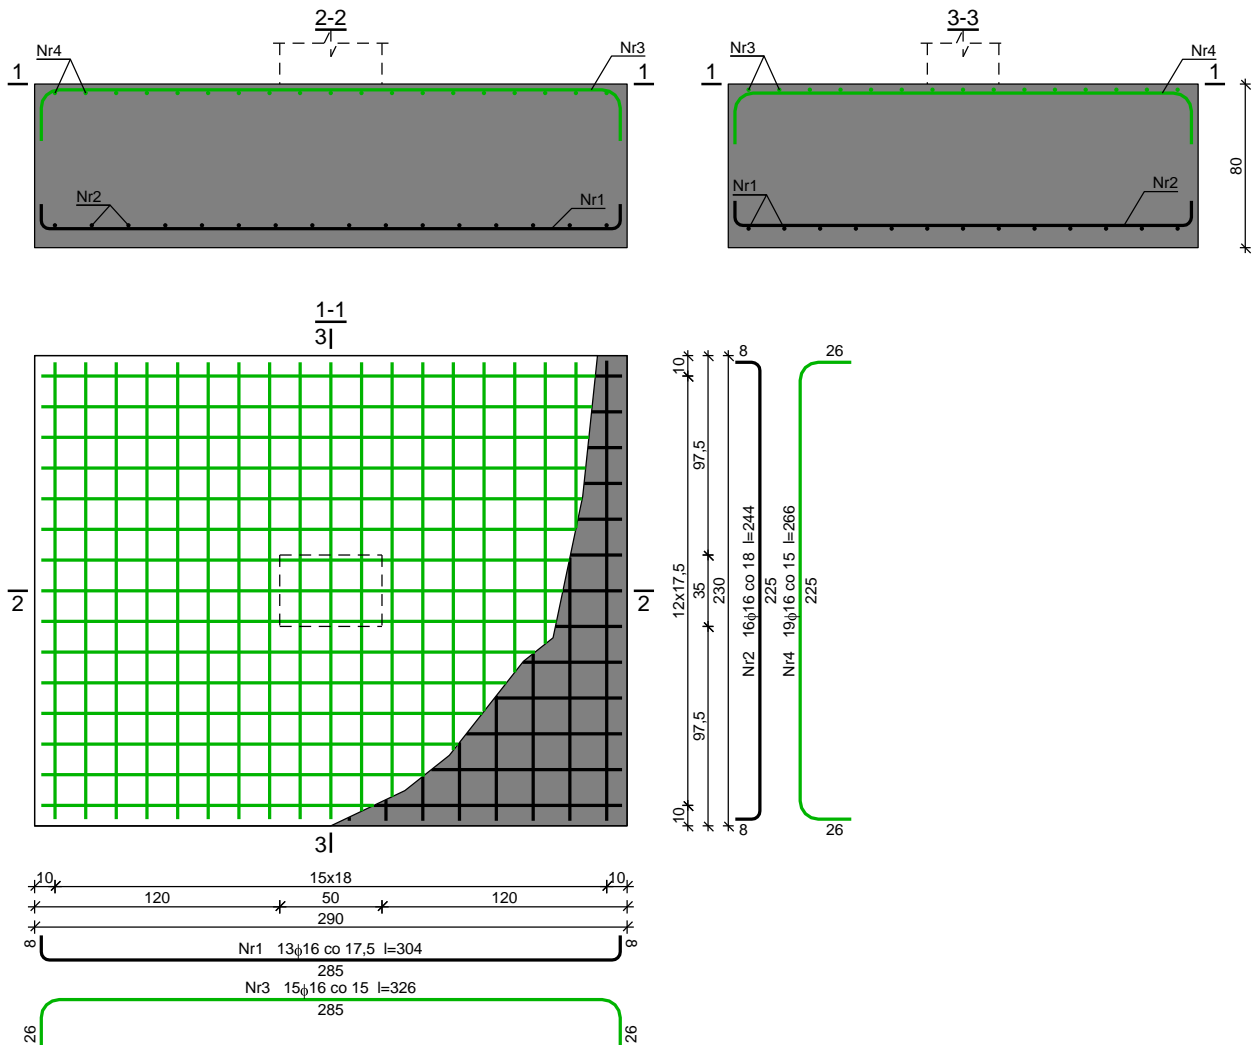 2-2
Nr4
Nr3
1
1
Nr2
Nr1
3-3
Nr3
Nr4
1
1
80
Nr1
Nr2
1-1
3
2
2
3
10
97,5
12x17,5
35
230
97,5
10
8
Nr2 16ϕ16 co 18 l=244
225
8
26
Nr4 19ϕ16 co 15 l=266
225
26
10
15x18
10
120
50
120
290
8
Nr1 13ϕ16 co 17,5 l=304
8
285
Nr3 15ϕ16 co 15 l=326
285
26
26